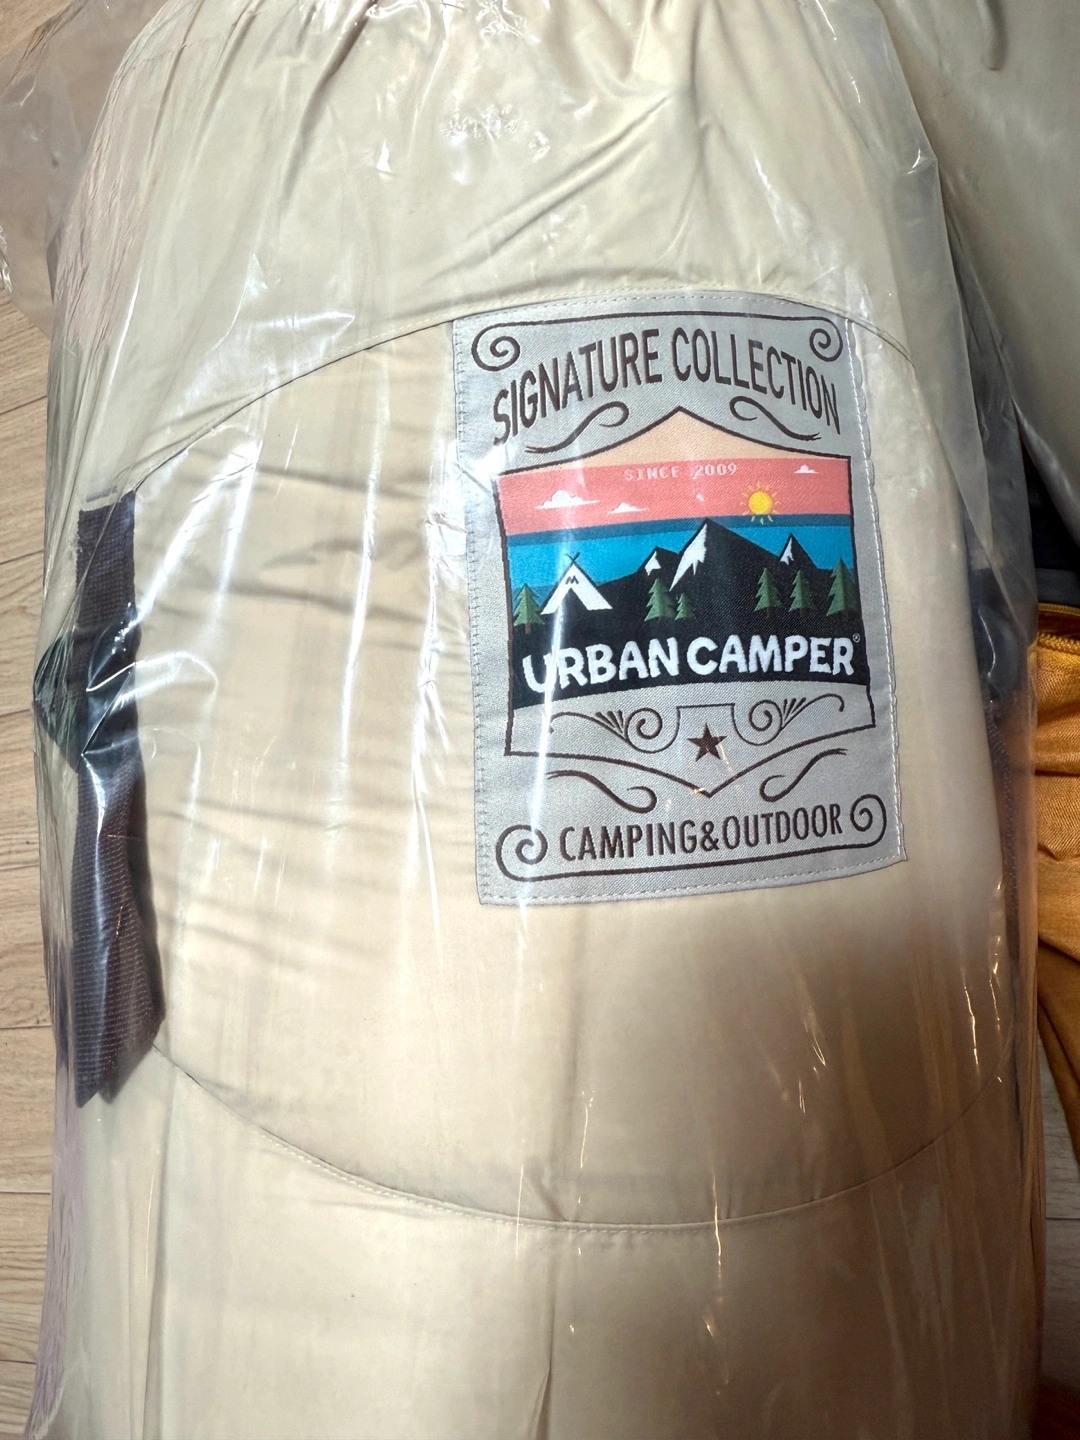 SIGNATURE COLLECTION
SINCE 2009
URBAN CAMPER®
CAMPING&OUTDOOR